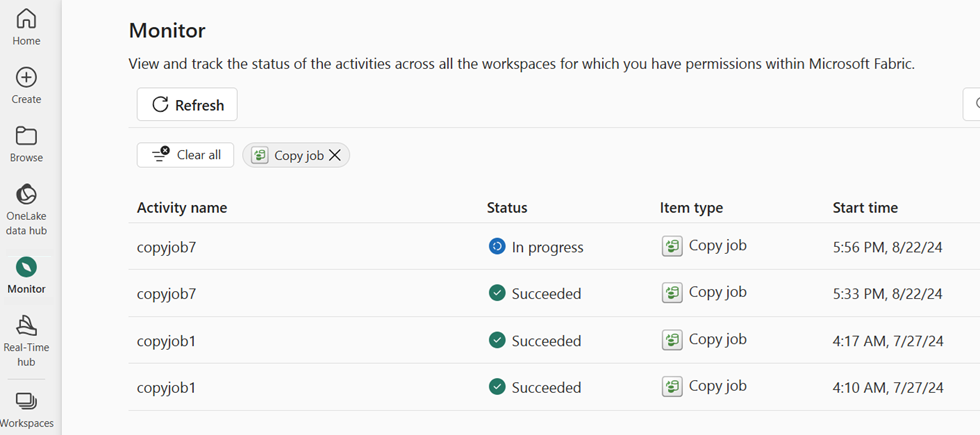 Home
Create
Browse
OneLake
data hub
Monitor
Real-Time
hub
Workspaces
Monitor
View and track the status of the activities across all the workspaces for which you have permissions within Microsoft Fabric.
Refresh
Clear all
Copy job
Activity name Status Item type Start time
copyjob7 In progress Copy job 5:56 PM, 8/22/24
copyjob7 Succeeded Copy job 5:33 PM, 8/22/24
copyjob1 Succeeded Copy job 4:17 AM, 7/27/24
copyjob1 Succeeded Copy job 4:10 AM, 7/27/24